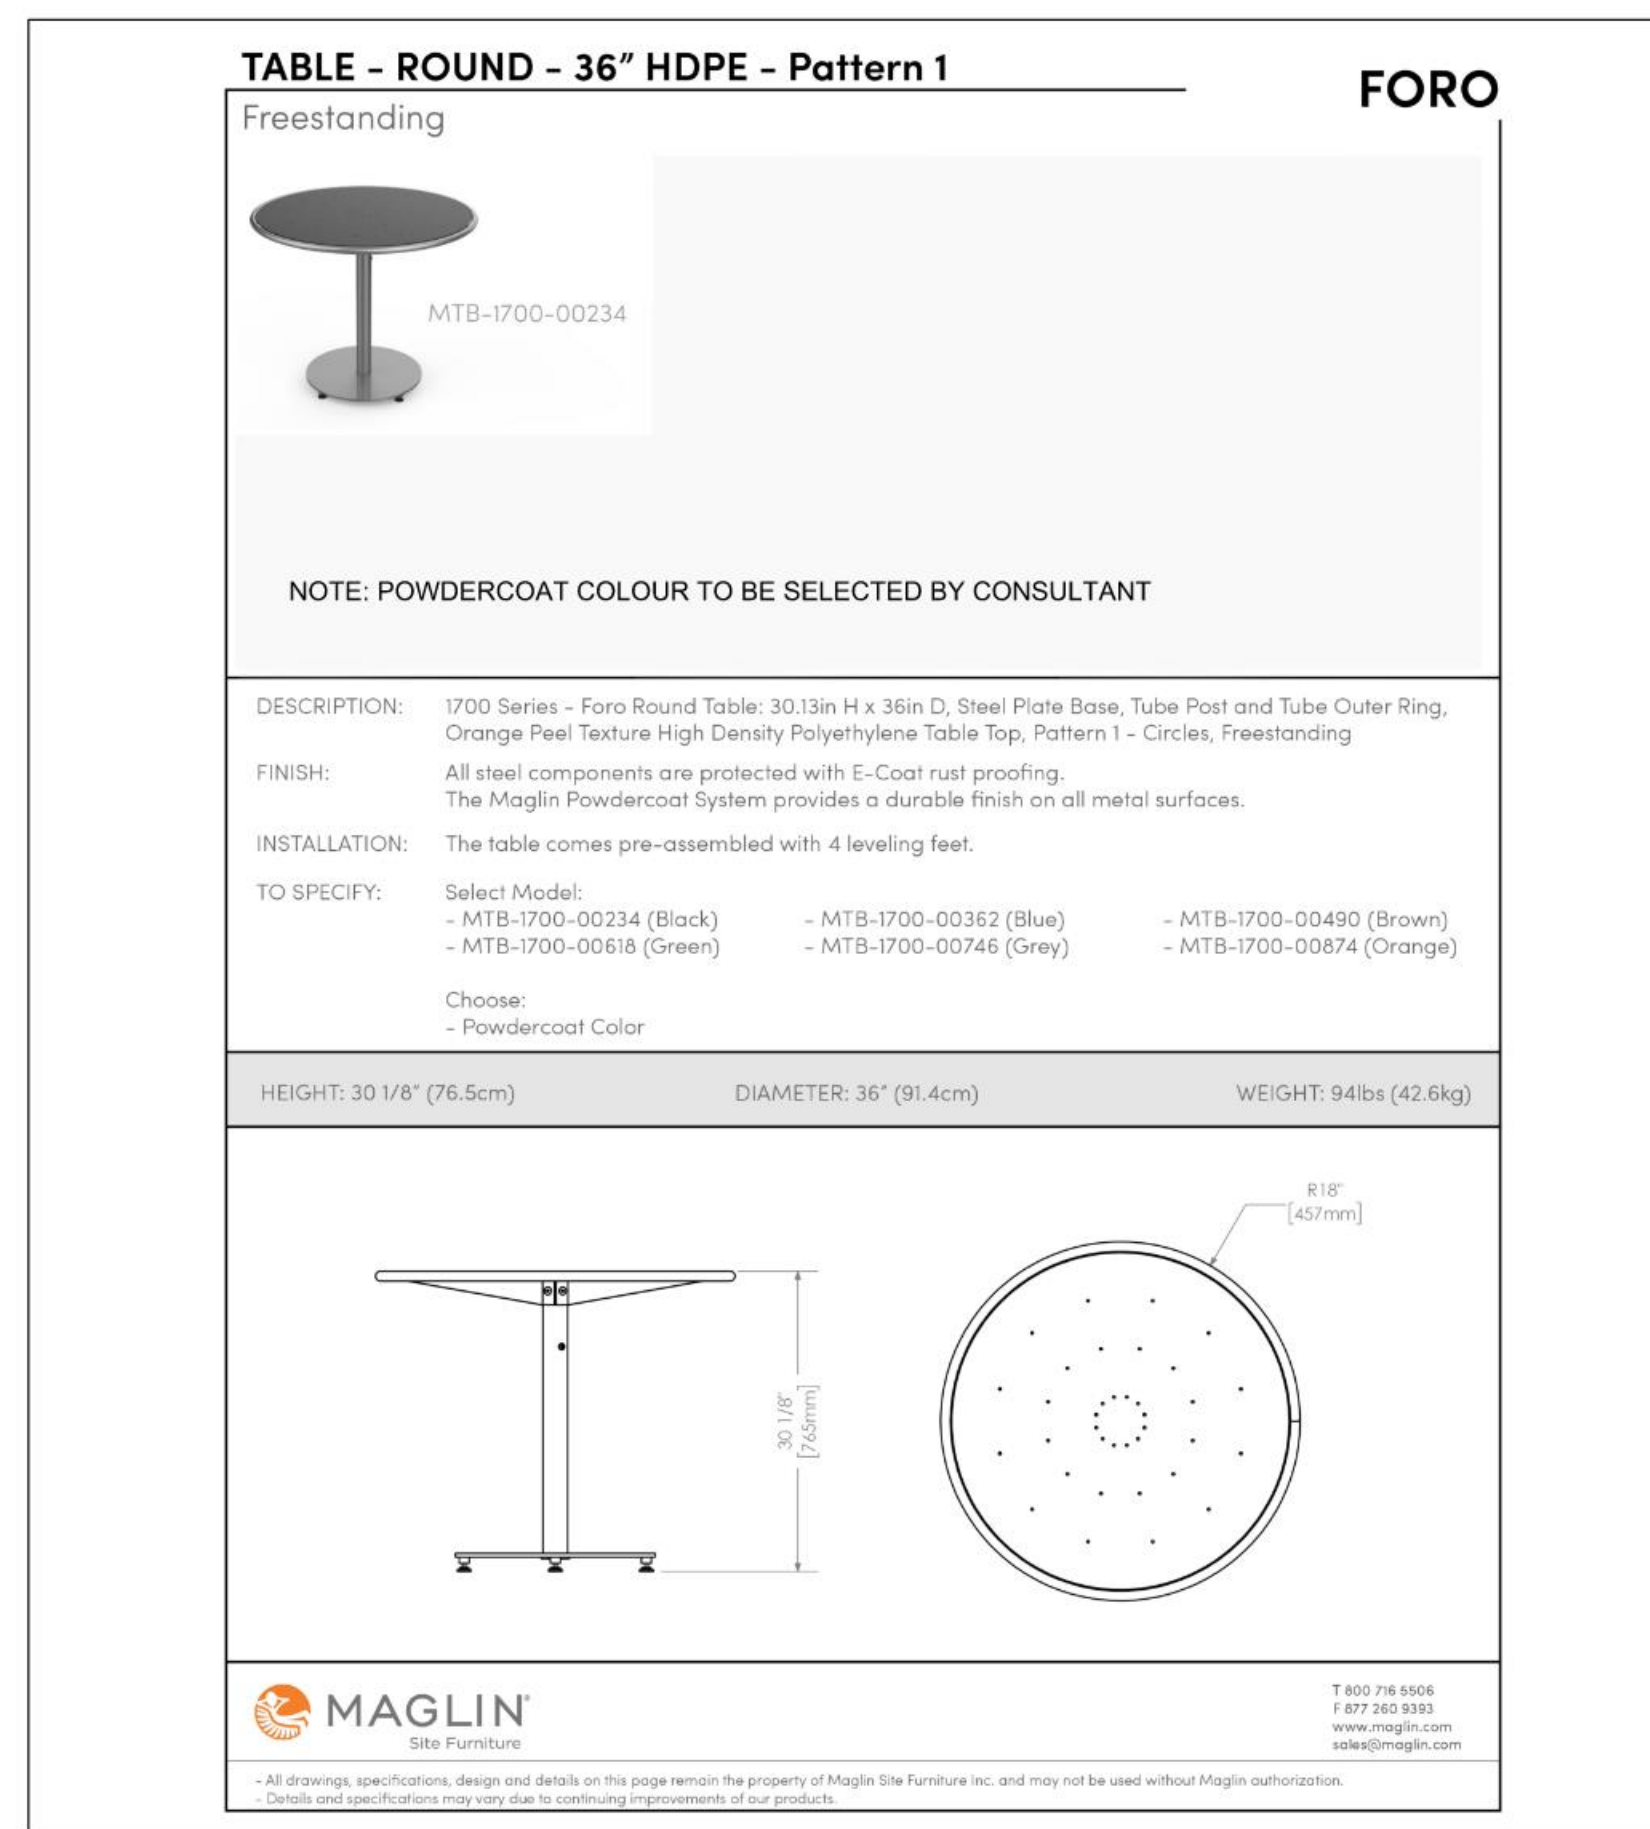 TABLE - ROUND - 36" HDPE - Pattern 1
FORO
Freestanding
MTB-1700-00234
NOTE: POWDERCOAT COLOUR TO BE SELECTED BY CONSULTANT
DESCRIPTION: 1700 Series - Foro Round Table: 30.13in H x 36in D, Steel Plate Base, Tube Post and Tube Outer Ring,
Orange Peel Texture High Density Polyethylene Table Top, Pattern 1 - Circles, Freestanding
FINISH: All steel components are protected with E-Coat rust proofing.
The Maglin Powdercoat System provides a durable finish on all metal surfaces.
INSTALLATION: The table comes pre-assembled with 4 leveling feet.
TO SPECIFY: Select Model:
- MTB-1700-00234 (Black) - MTB-1700-00362 (Blue) - MTB-1700-00490 (Brown)
- MTB-1700-00618 (Green) - MTB-1700-00746 (Grey) - MTB-1700-00874 (Orange)
Choose:
- Powdercoat Color
HEIGHT: 30 1/8" (76.5cm) DIAMETER: 36" (91.4cm) WEIGHT: 94lbs (42.6kg)
R18"
[457mm]
30 1/8"
[765mm]
MAGLIN®
Site Furniture
T 800 716 5506
F 877 260 9393
www.maglin.com
sales@maglin.com
- All drawings, specifications, design and details on this page remain the property of Maglin Site Furniture Inc. and may not be used without Maglin authorization.
- Details and specifications may vary due to continuing improvements of our products.